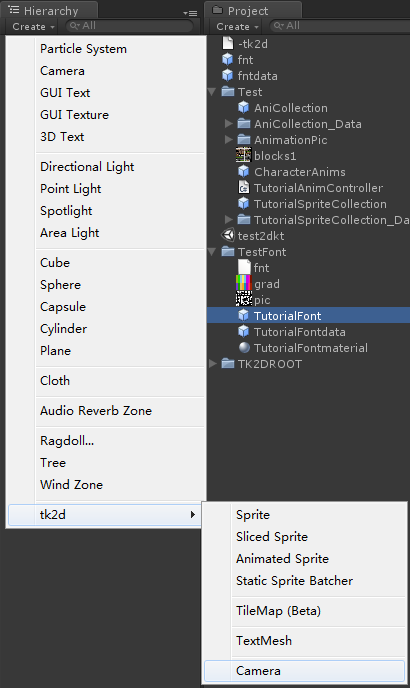 Hierarchy
Create
All
Particle System
Camera
GUI Text
GUI Texture
3D Text
Directional Light
Point Light
Spotlight
Area Light
Cube
Sphere
Capsule
Cylinder
Plane
Cloth
Audio Reverb Zone
Ragdoll...
Tree
Wind Zone
tk2d
Sprite
Sliced Sprite
Animated Sprite
Static Sprite Batcher
TileMap (Beta)
TextMesh
Camera
Project
Create
All
-tk2d
fnt
fntdata
Test
AniCollection
AniCollection_Data
AnimationPic
blocks1
CharacterAnims
TutorialAnimController
TutorialSpriteCollection
TutorialSpriteCollection_Da
test2dkt
TestFont
fnt
grad
pic
TutorialFont
TutorialFontdata
TutorialFontmaterial
TK2DROOT